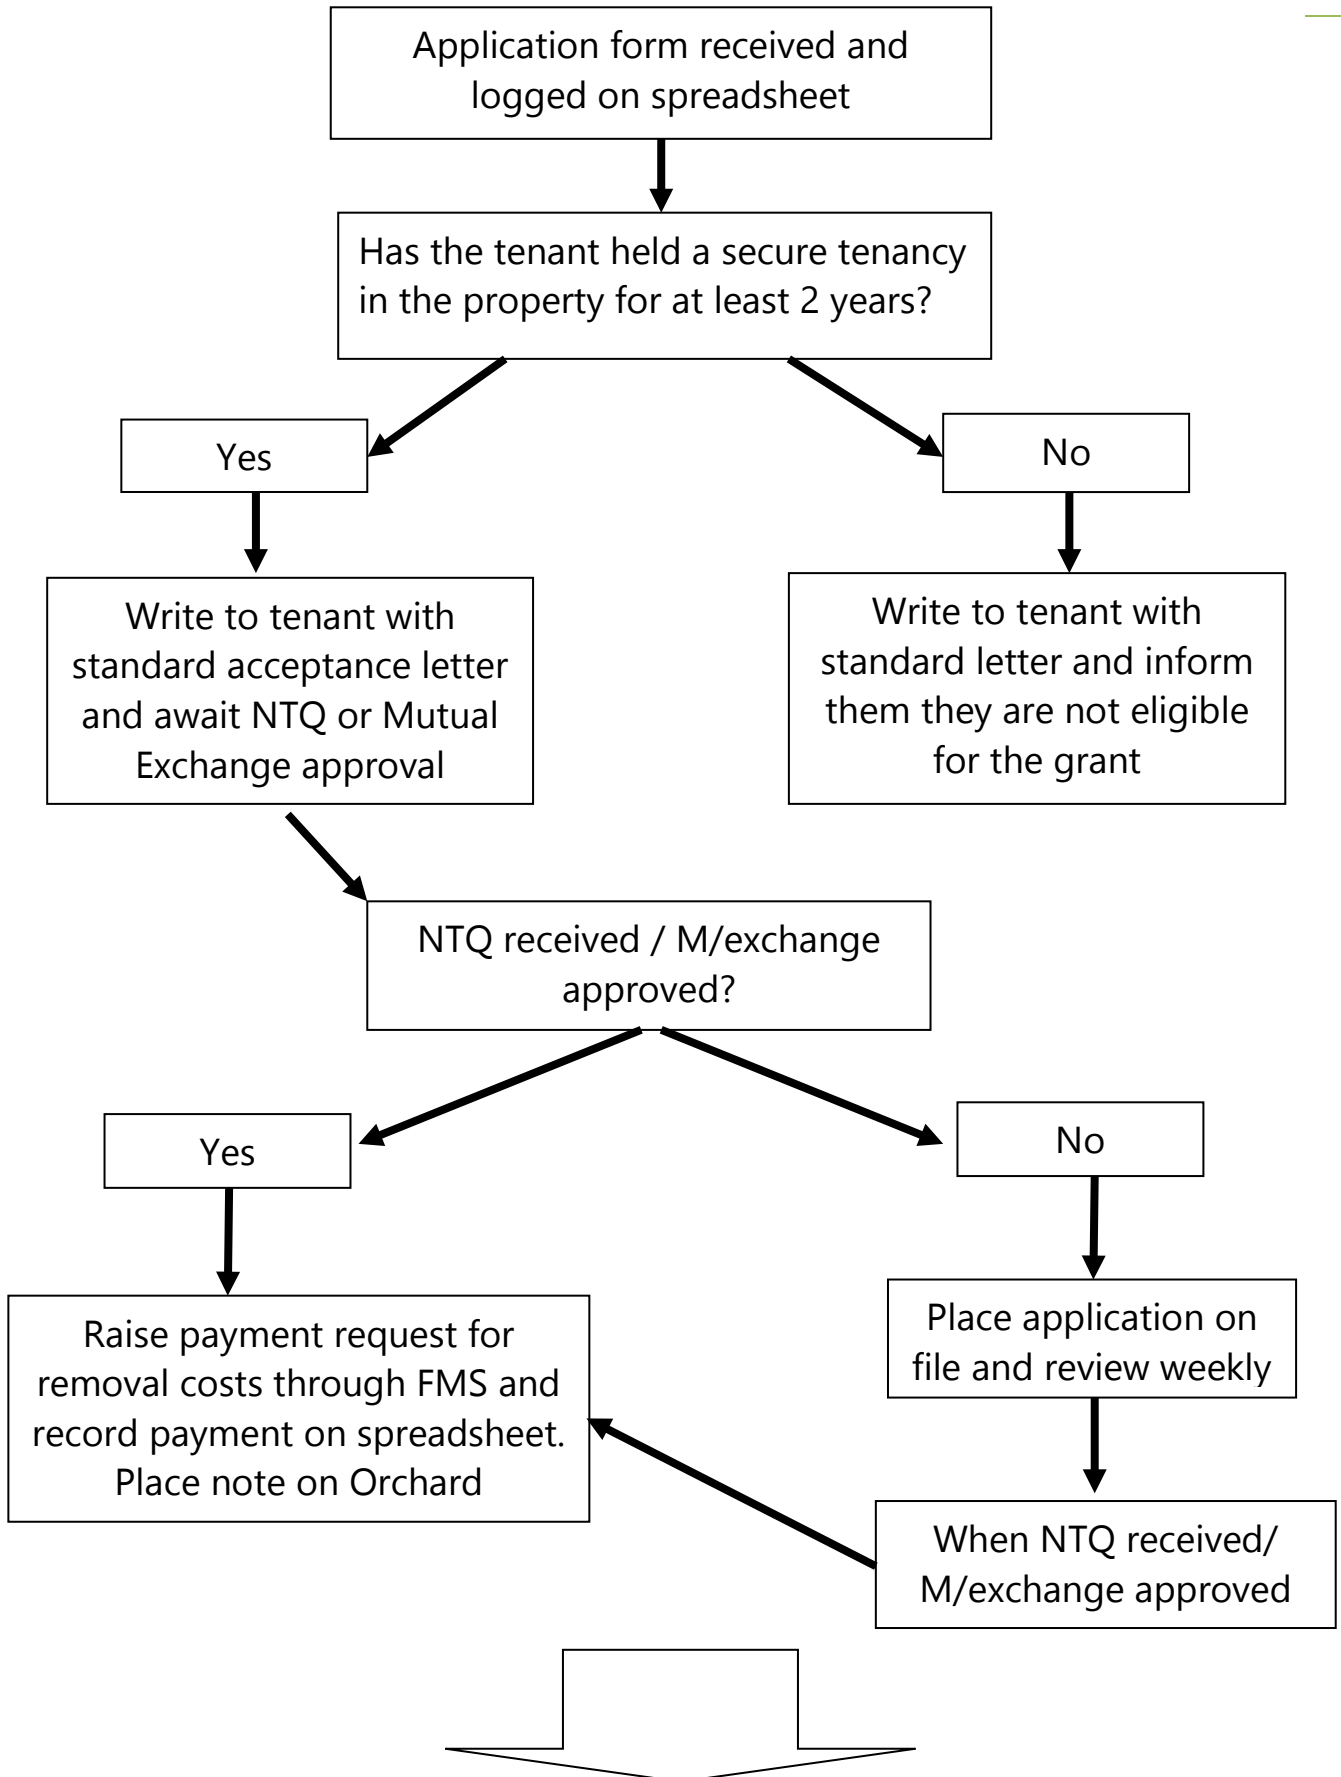 Application form received and
logged on spreadsheet
Has the tenant held a secure tenancy
in the property for at least 2 years?
Yes
No
Write to tenant with
standard acceptance letter
and await NTQ or Mutual
Exchange approval
Write to tenant with
standard letter and inform
them they are not eligible
for the grant
NTQ received / M/exchange
approved?
Yes
No
Raise payment request for
removal costs through FMS and
record payment on spreadsheet.
Place note on Orchard
Place application on
file and review weekly
When NTQ received/
M/exchange approved